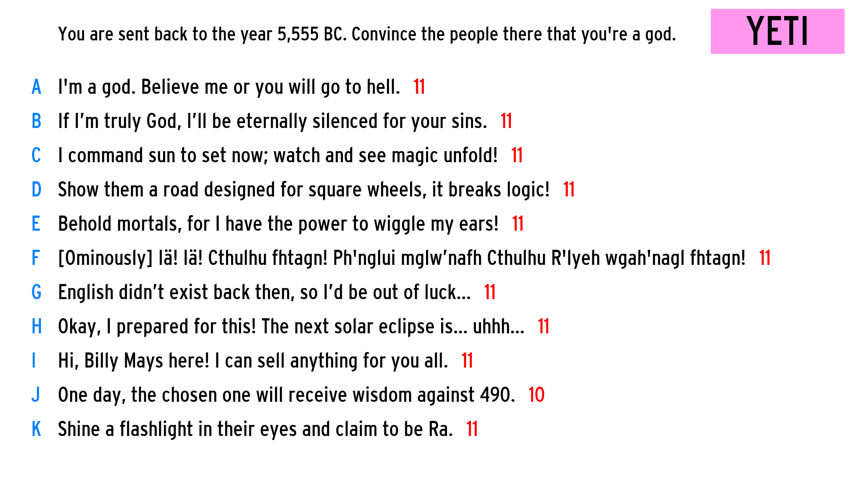 You are sent back to the year 5,555 BC. Convince the people there that you're a god.
YETI
A I'm a god. Believe me or you will go to hell. 11
B If I’m truly God, I’ll be eternally silenced for your sins. 11
C I command sun to set now; watch and see magic unfold! 11
D Show them a road designed for square wheels, it breaks logic! 11
E Behold mortals, for I have the power to wiggle my ears! 11
F [Ominously] Iä! Iä! Cthulhu fhtagn! Ph'nglui mglw’nafh Cthulhu R'lyeh wgah'nagl fhtagn! 11
G English didn’t exist back then, so I’d be out of luck... 11
H Okay, I prepared for this! The next solar eclipse is... uhhh... 11
I Hi, Billy Mays here! I can sell anything for you all. 11
J One day, the chosen one will receive wisdom against 490. 10
K Shine a flashlight in their eyes and claim to be Ra. 11